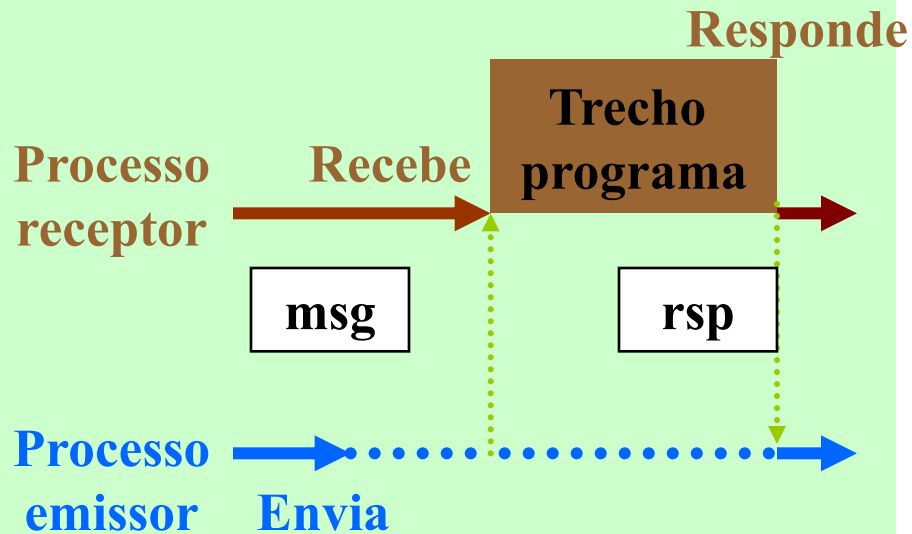 Responde
Trecho
programa
Processo
receptor
Recebe
msg
rsp
Processo
emissor
Envia